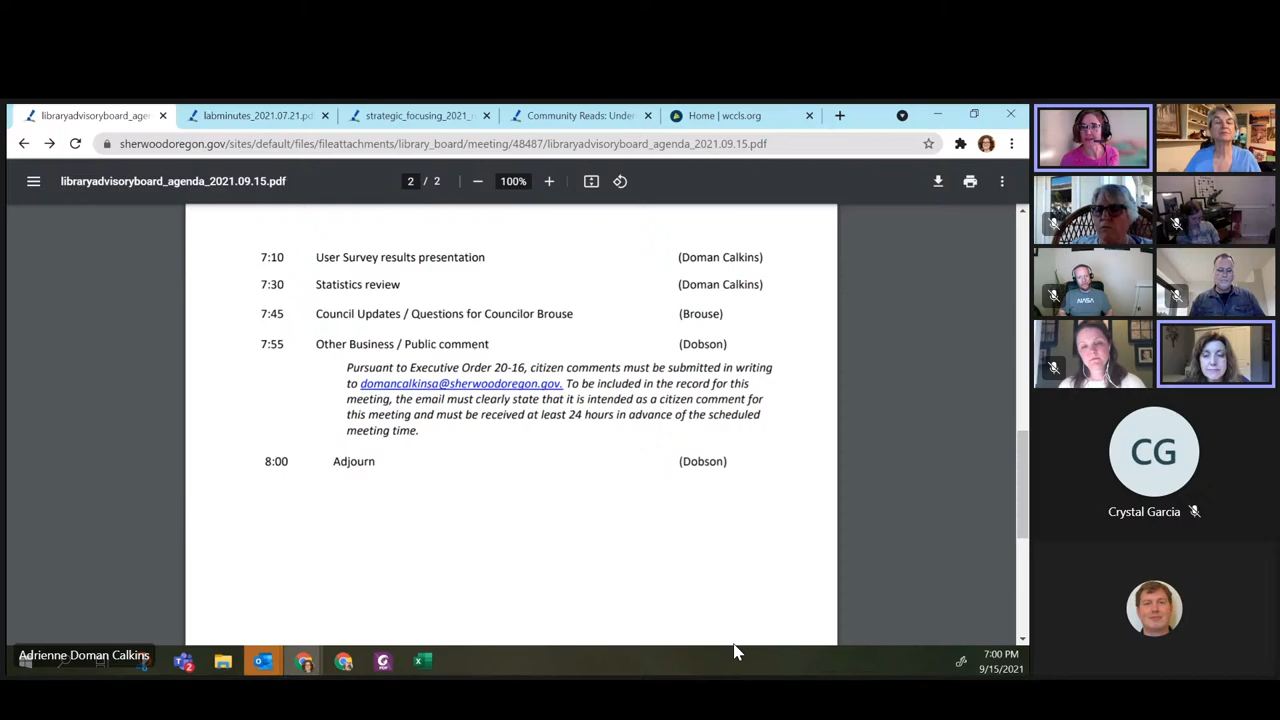 libraryadvisoryboard_age
labminutes_2021.07.21.pd
strategic_focusing_2021_r
Community Reads: Under
Home | wccls.org
sherwoodoregon.gov/sites/default/files/fileattachments/library_board/meeting/48487/libraryadvisoryboard_agenda_2021.09.15.pdf
libraryadvisoryboard_agenda_2021.09.15.pdf
2 / 2
100%
7:10 User Survey results presentation (Doman Calkins)
7:30 Statistics review (Doman Calkins)
7:45 Council Updates / Questions for Councilor Brouse (Brouse)
7:55 Other Business / Public comment (Dobson)
Pursuant to Executive Order 20-16, citizen comments must be submitted in writing
to domancalkinsa@sherwoodoregon.gov. To be included in the record for this
meeting, the email must clearly state that it is intended as a citizen comment for
this meeting and must be received at least 24 hours in advance of the scheduled
meeting time.
8:00 Adjourn (Dobson)
NASA
CG
Crystal Garcia
Adrienne Doman Calkins
7:00 PM
9/15/2021